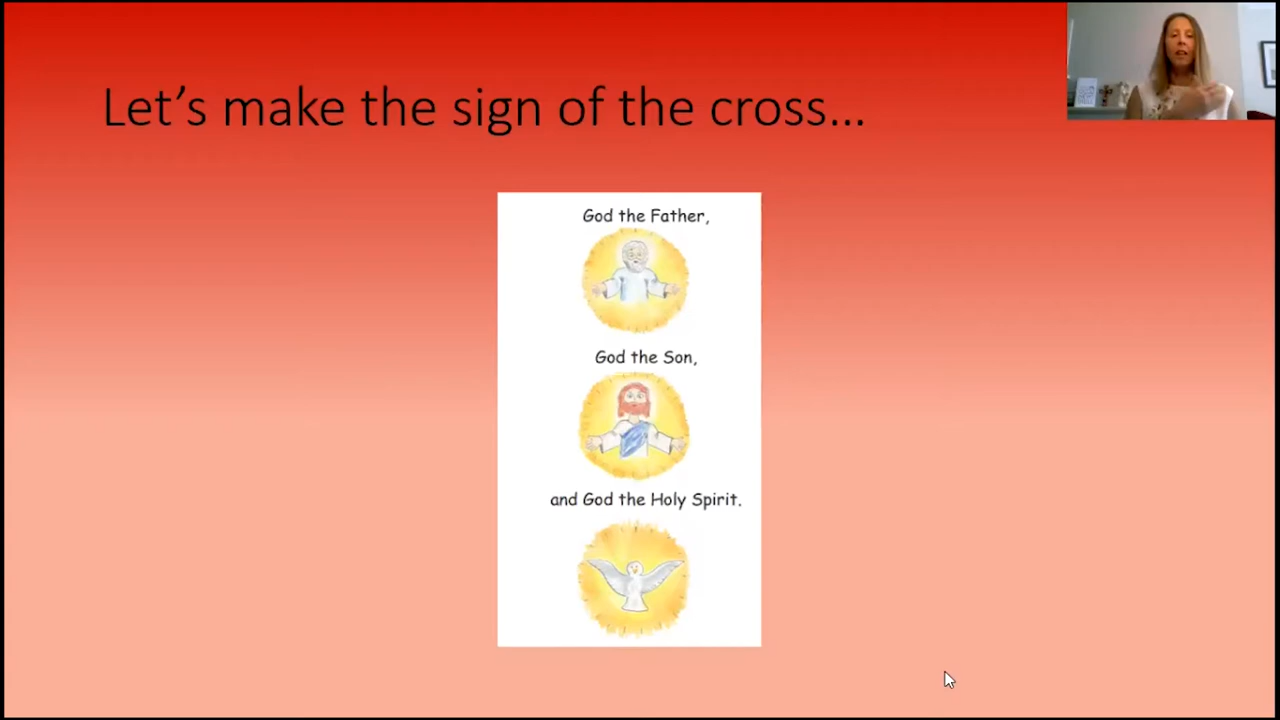 Let's make the sign of the cross...
God the Father,
God the Son,
and God the Holy Spirit.